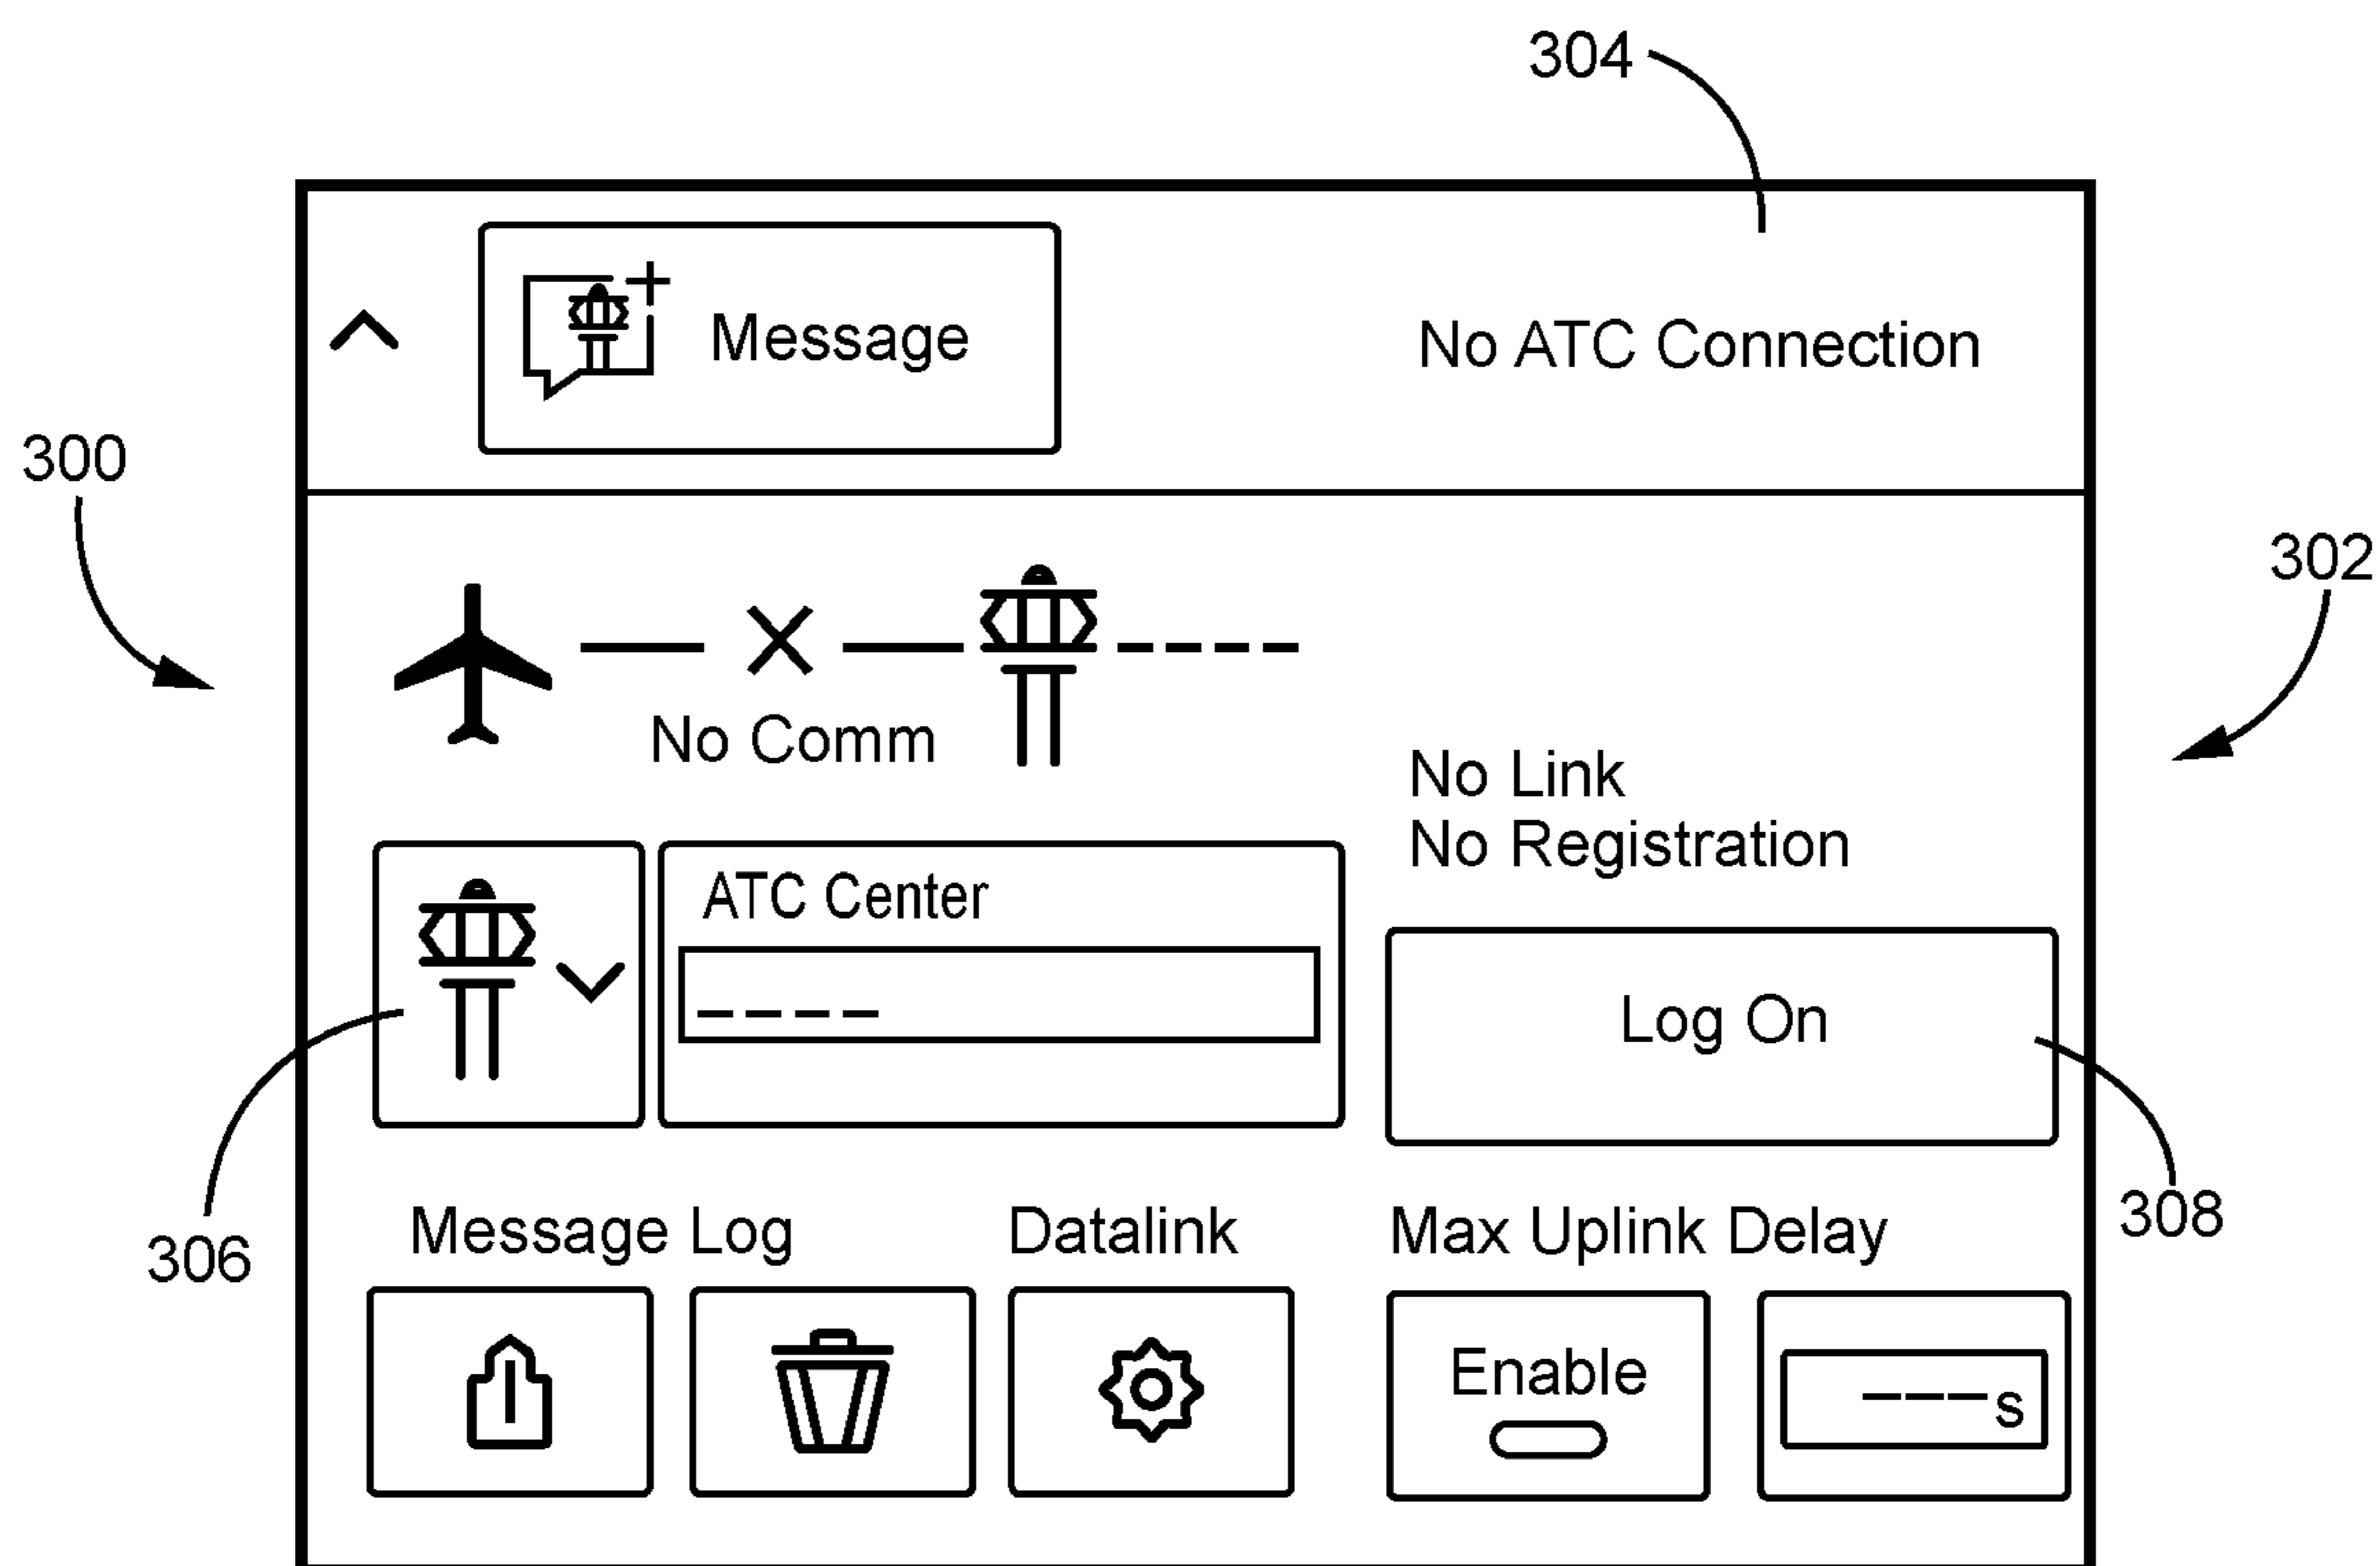 304
Message
No ATC Connection
300
302
No Comm
No Link
No Registration
ATC Center
----
Log On
306
308
Message Log
Datalink
Max Uplink Delay
Enable
---s